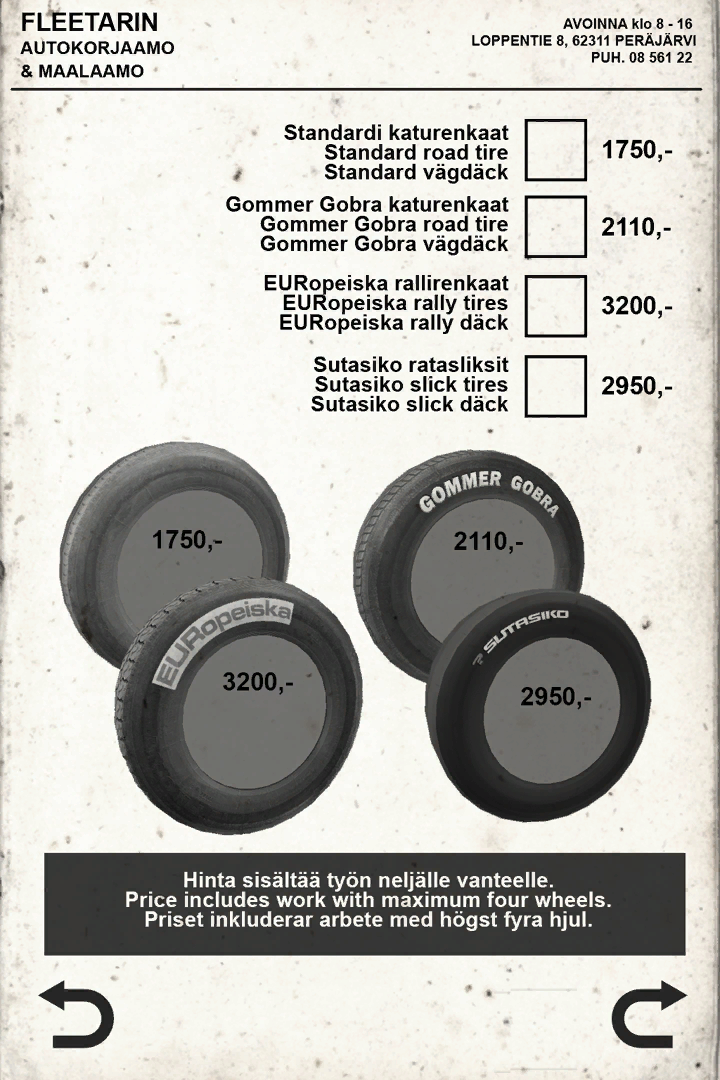 FLEETARIN
AUTOKORJAAMO
& MAALAAMO
AVOINNA klo 8 - 16
LOPPENTIE 8, 62311 PERÄJÄRVI
PUH. 08 561 22
Standardi katurenkaat
Standard road tire
Standard vägdäck
1750,-
Gommer Gobra katurenkaat
Gommer Gobra road tire
Gommer Gobra vägdäck
2110,-
EURopeiska rallirenkaat
EURopeiska rally tires
EURopeiska rally däck
3200,-
Sutasiko ratasliksit
Sutasiko slick tires
Sutasiko slick däck
2950,-
1750,-
GOMMER GOBRA
2110,-
EURopeiska
3200,-
SUTASIKO
2950,-
Hinta sisältää työn neljälle vanteelle.
Price includes work with maximum four wheels.
Priset inkluderar arbete med högst fyra hjul.